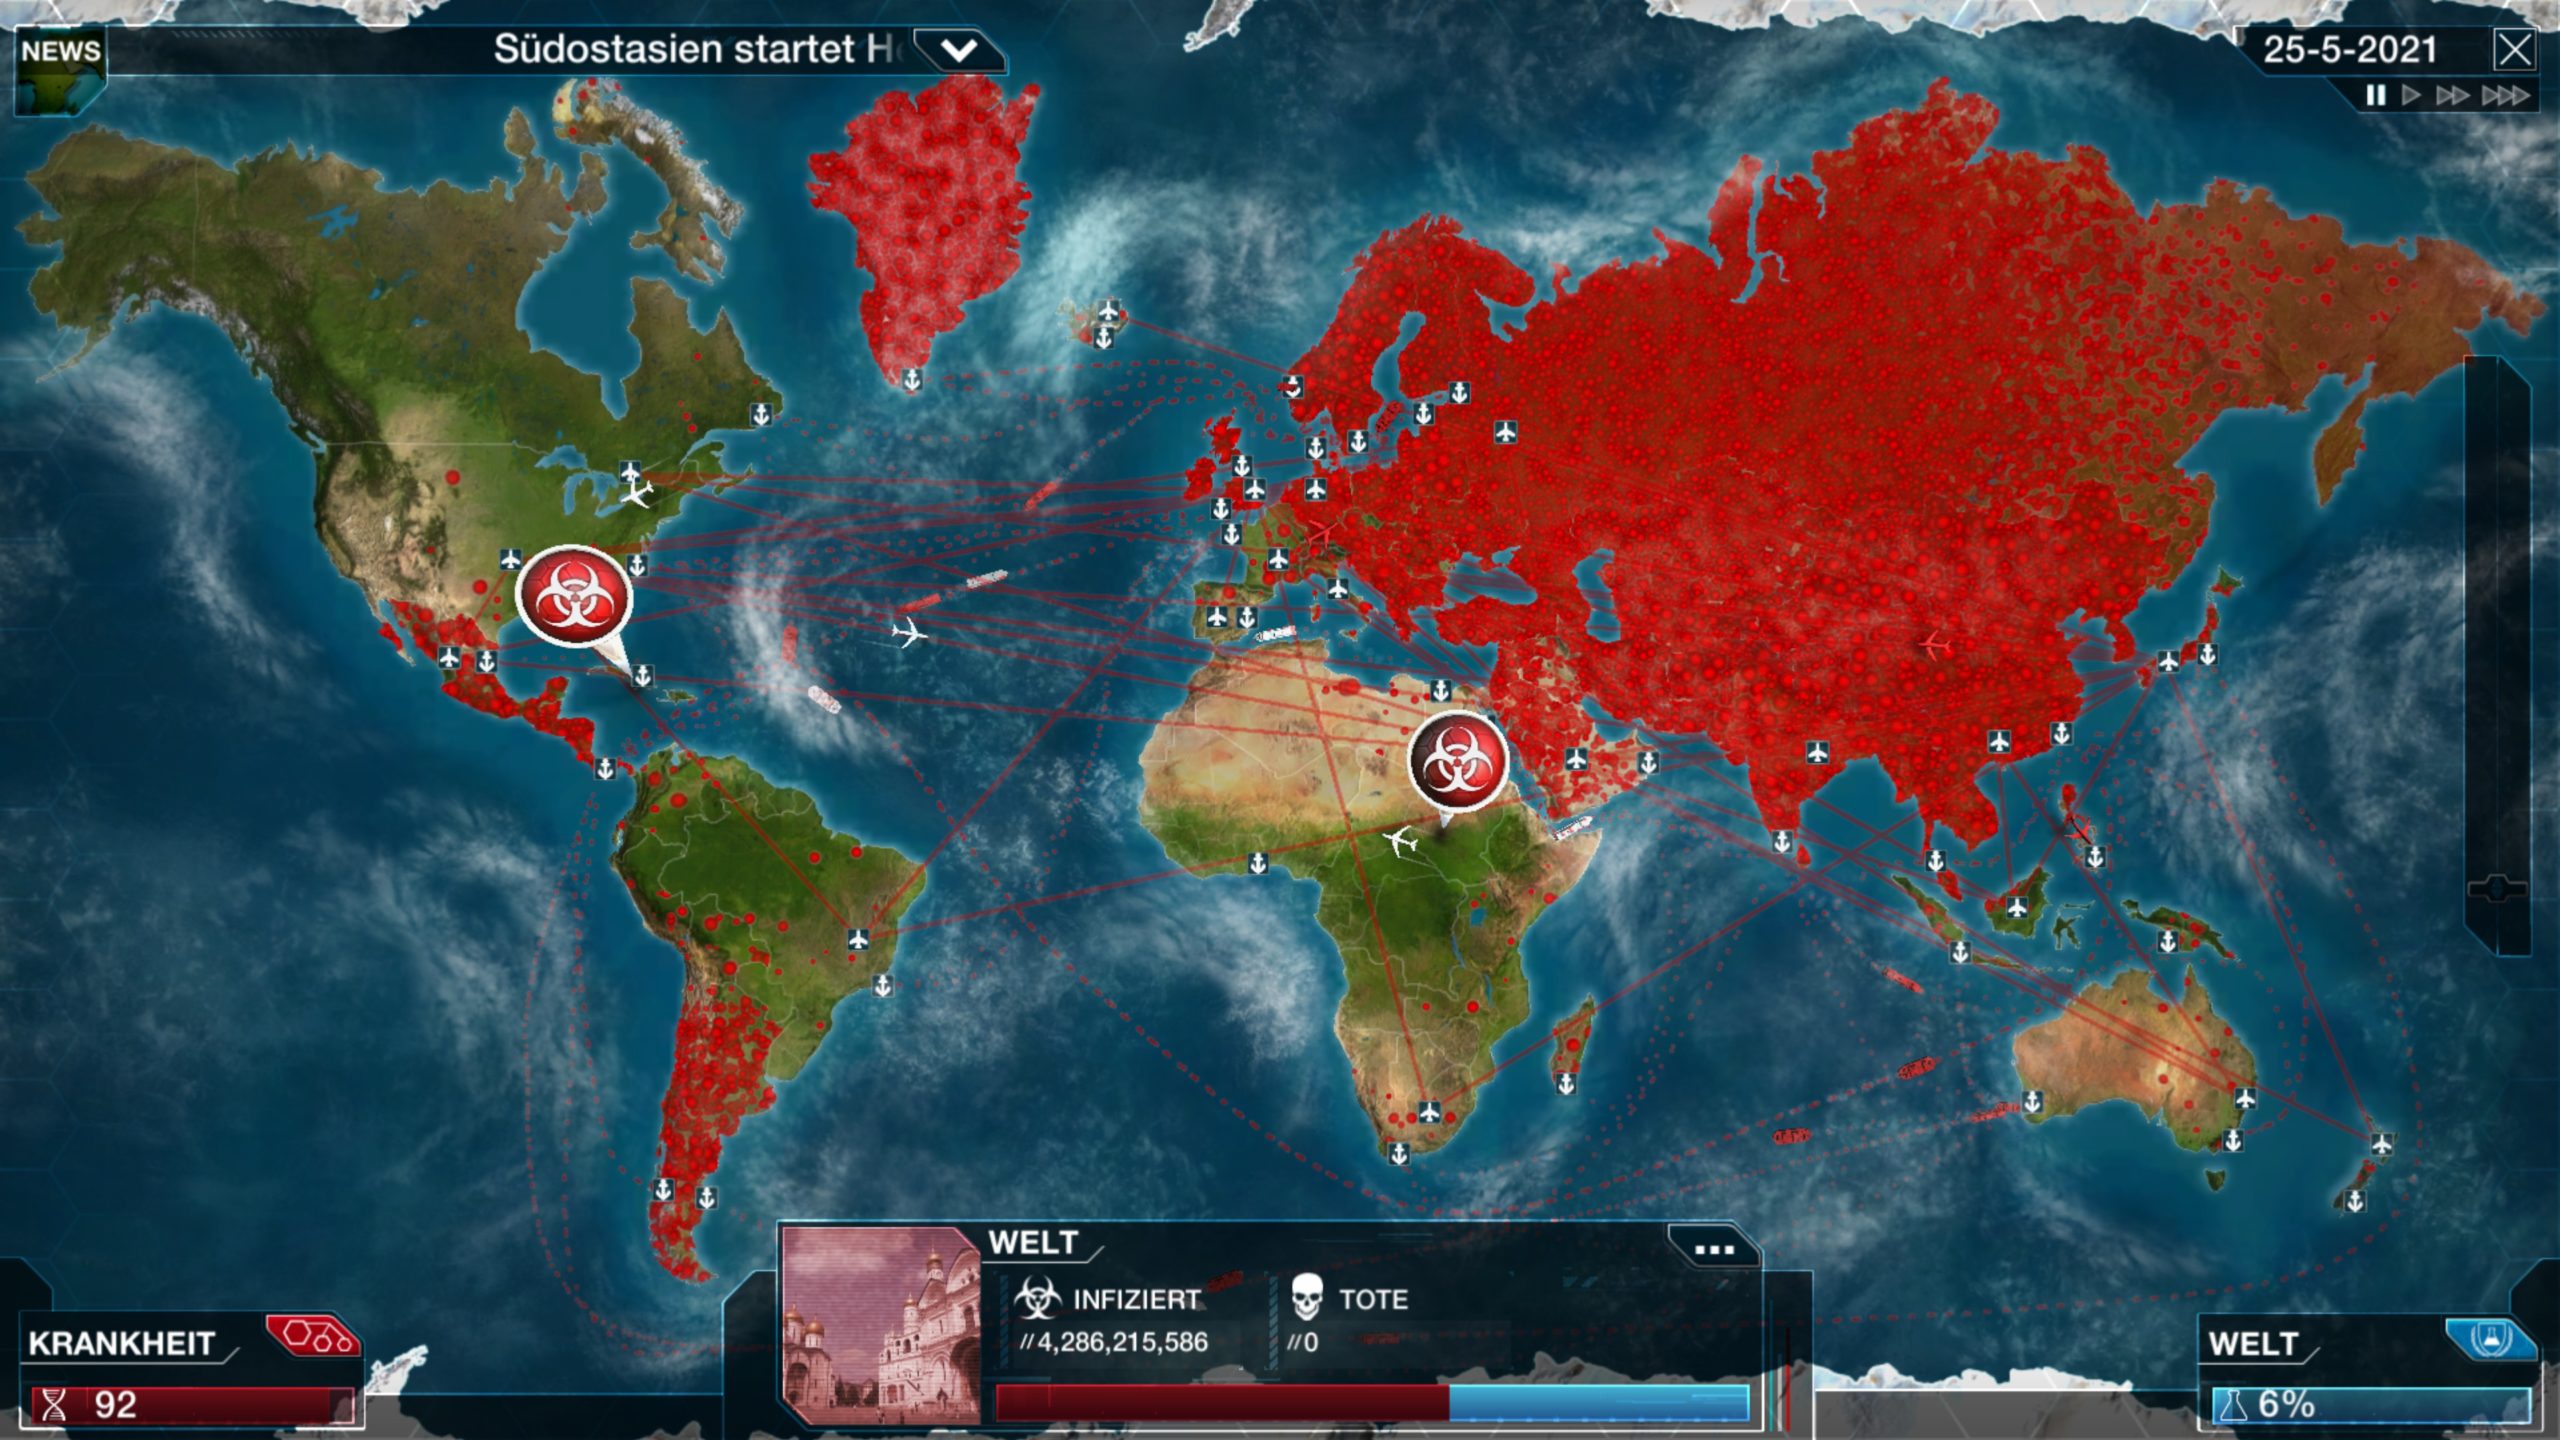 NEWS
Südostasien startet H
25-5-2021
WELT
INFIZIERT
TOTE
//4,286,215,586
//0
KRANKHEIT
92
WELT
6%